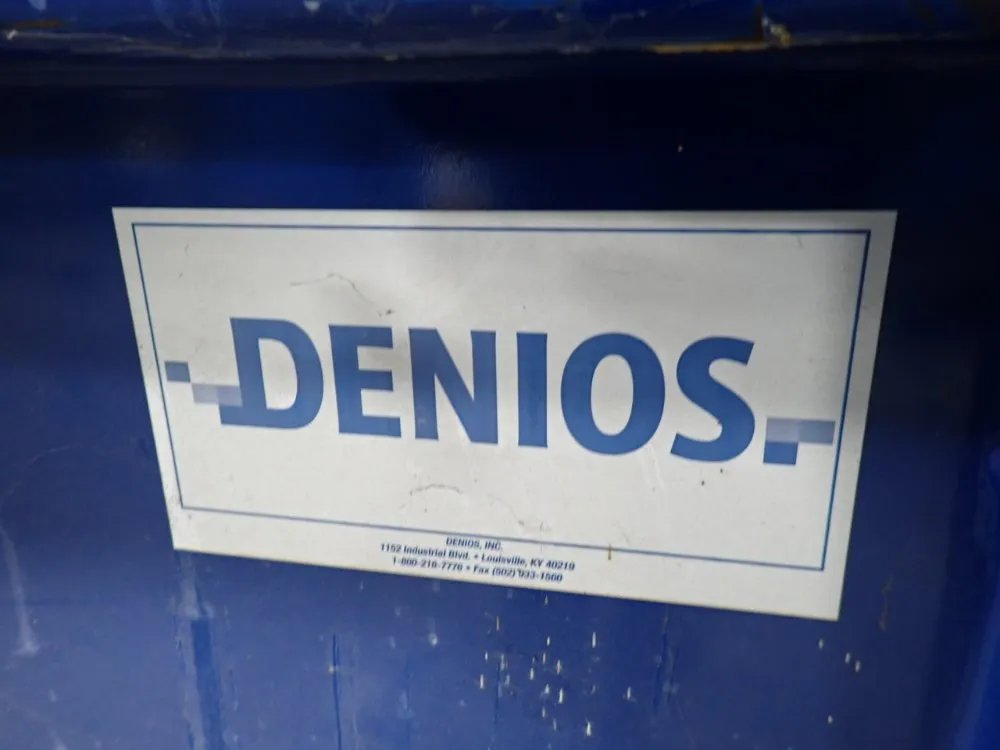 DENIOS
DENIOS, INC.
1152 Industrial Blvd. • Louisville, KY 40219
1-800-216-7776 • Fax (502) 933-1560